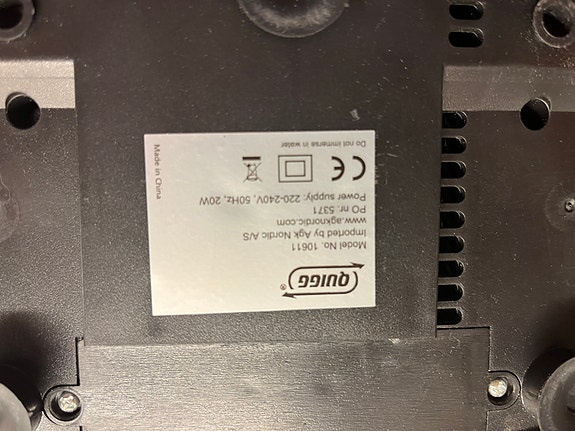 QUIGG®
Model No. 10611
Imported by Agk Nordic A/S
www.agknordic.com
PO nr. 5371
Power supply: 220-240V, 50Hz, 20W
CE
Do not immerse in water
Made in China